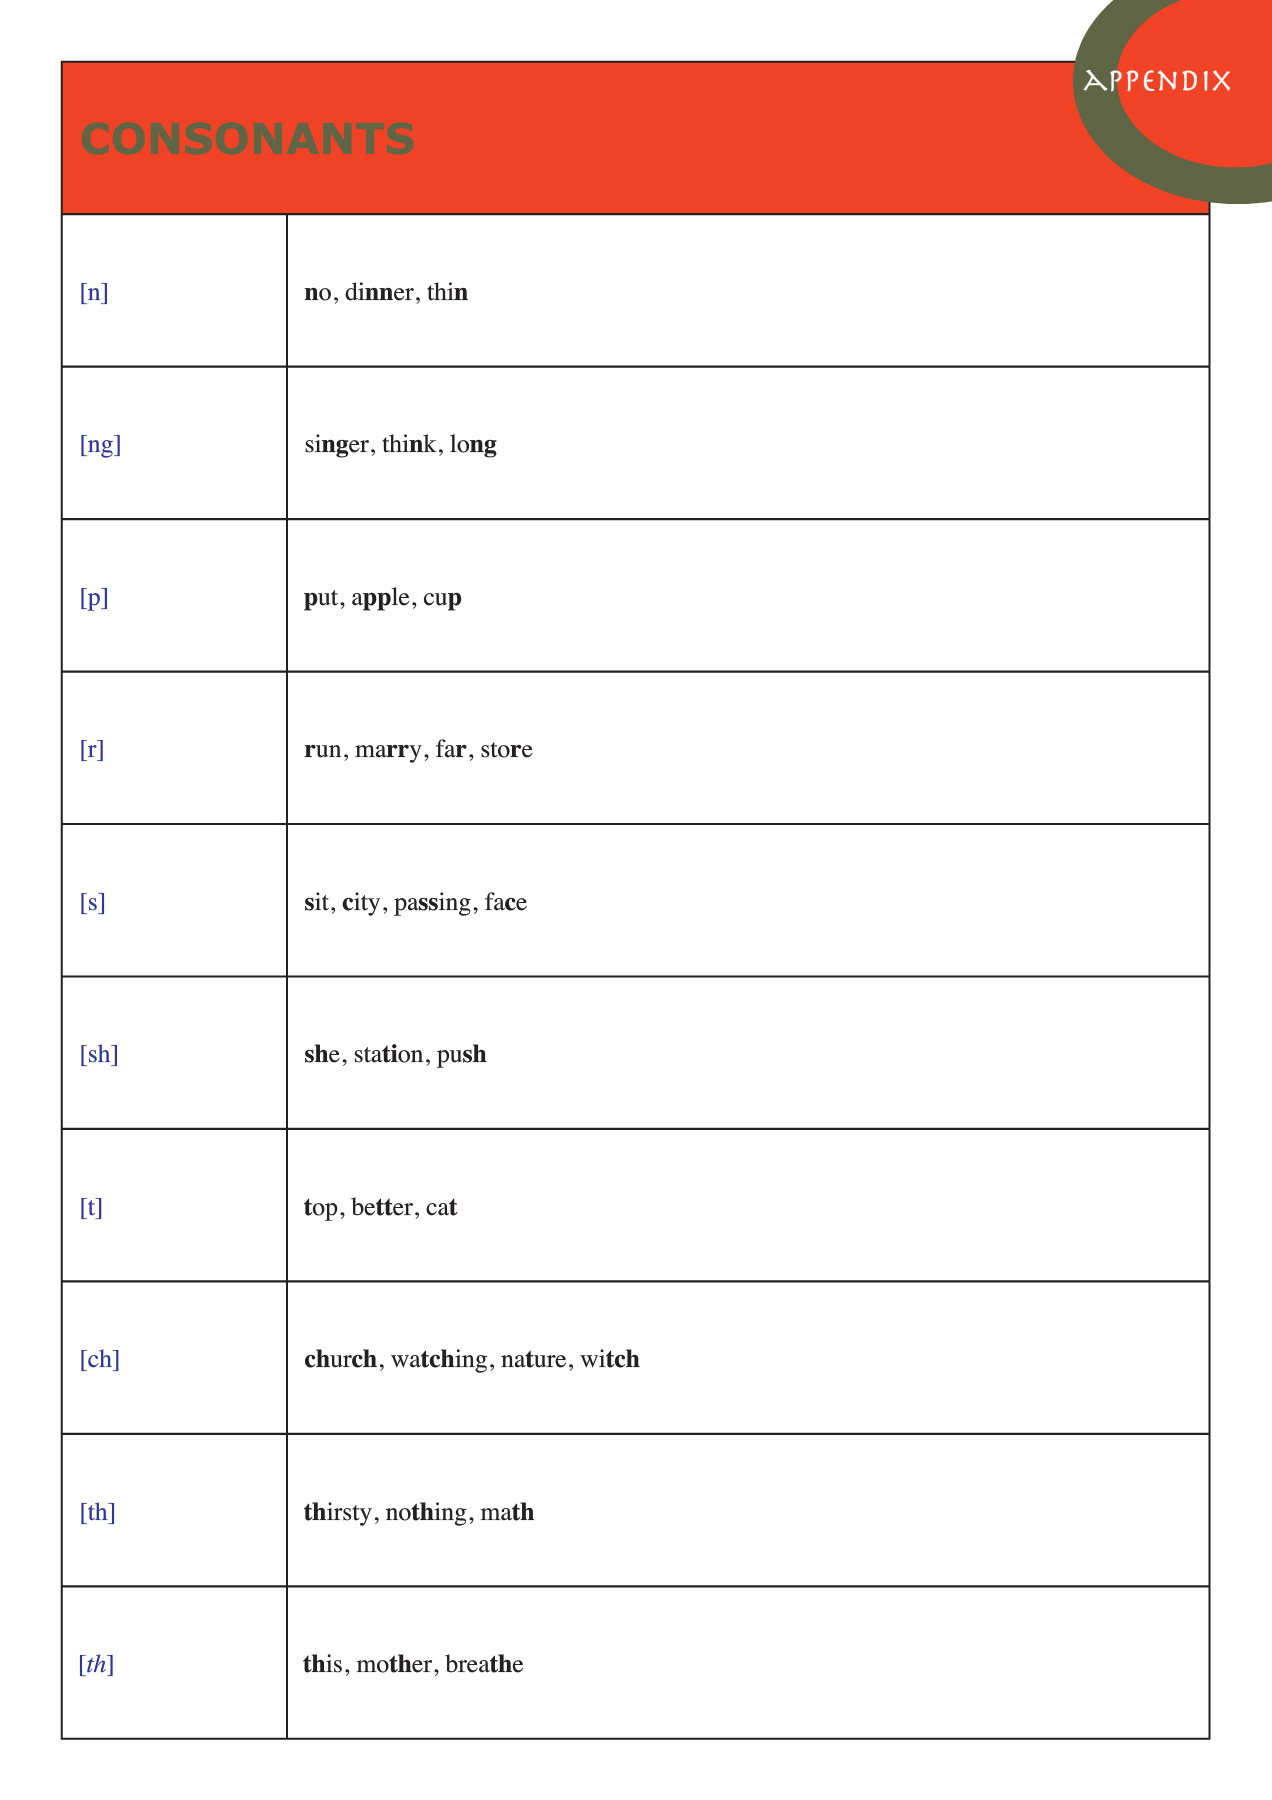 APPENDIX
CONSONANTS
[n] no, dinner, thin
[ng] singer, think, long
[p] put, apple, cup
[r] run, marry, far, store
[s] sit, city, passing, face
[sh] she, station, push
[t] top, better, cat
[ch] church, watching, nature, witch
[th] thirsty, nothing, math
[th] this, mother, breathe